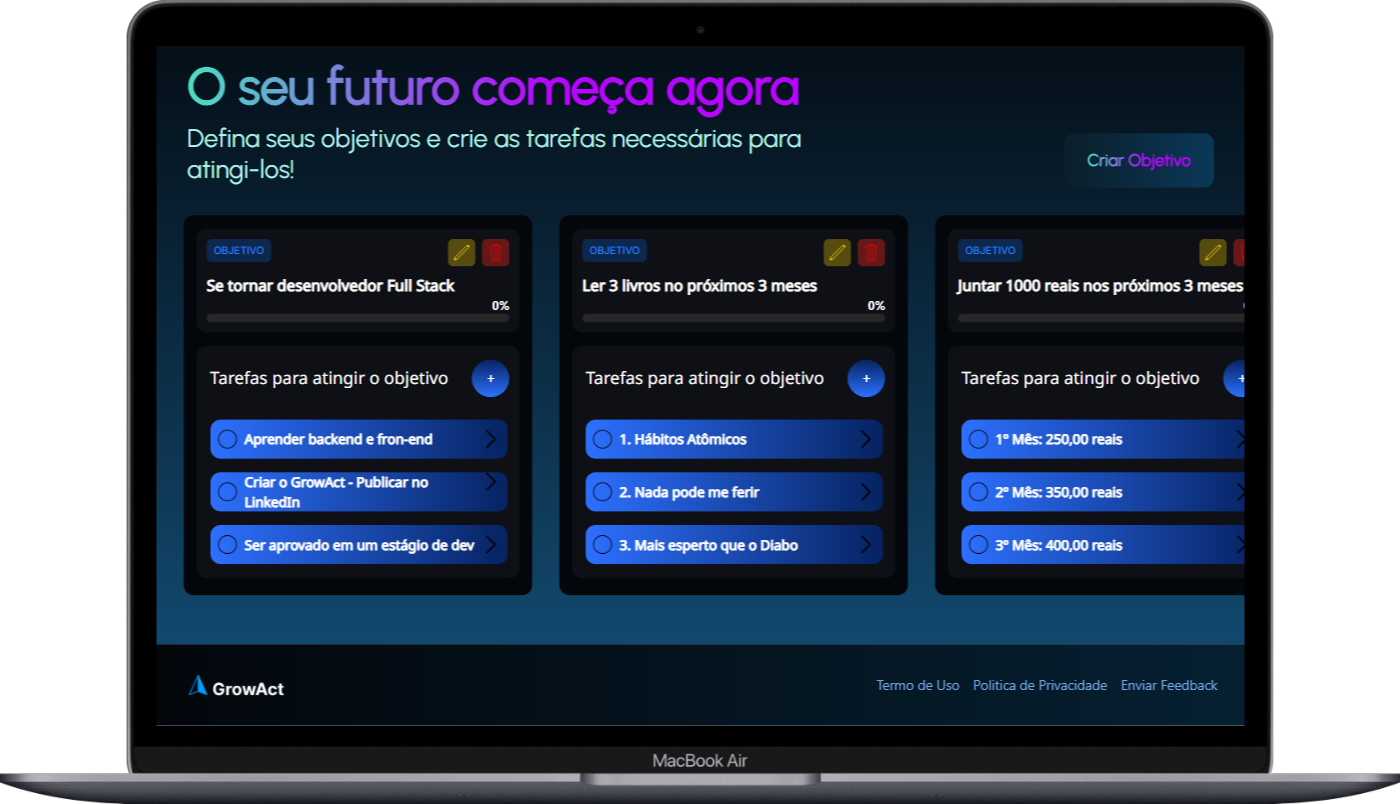 O seu futuro começa agora
Defina seus objetivos e crie as tarefas necessárias para
atingi-los!
Criar Objetivo
OBJETIVO
Se tornar desenvolvedor Full Stack
0%
Tarefas para atingir o objetivo
+
Aprender backend e fron-end
Criar o GrowAct - Publicar no
LinkedIn
Ser aprovado em um estágio de dev
OBJETIVO
Ler 3 livros no próximos 3 meses
0%
Tarefas para atingir o objetivo
+
1. Hábitos Atômicos
2. Nada pode me ferir
3. Mais esperto que o Diabo
OBJETIVO
Juntar 1000 reais nos próximos 3 meses
Tarefas para atingir o objetivo
+
1º Mês: 250,00 reais
2º Mês: 350,00 reais
3º Mês: 400,00 reais
GrowAct
Termo de Uso
Politica de Privacidade
Enviar Feedback
MacBook Air